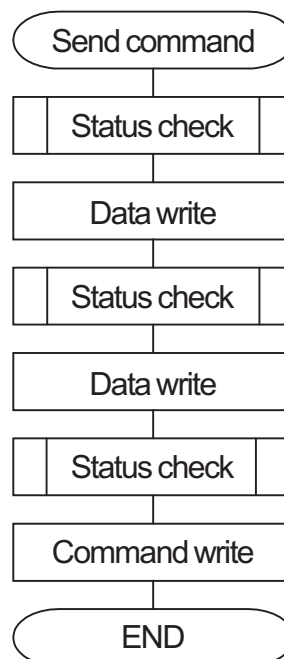 Send command
Status check
Data write
Status check
Data write
Status check
Command write
END